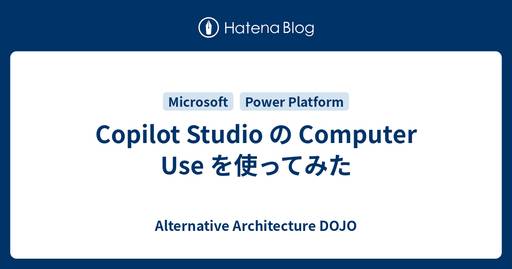 Hatena Blog
Microsoft Power Platform
Copilot Studio の Computer
Use を使ってみた
Alternative Architecture DOJO